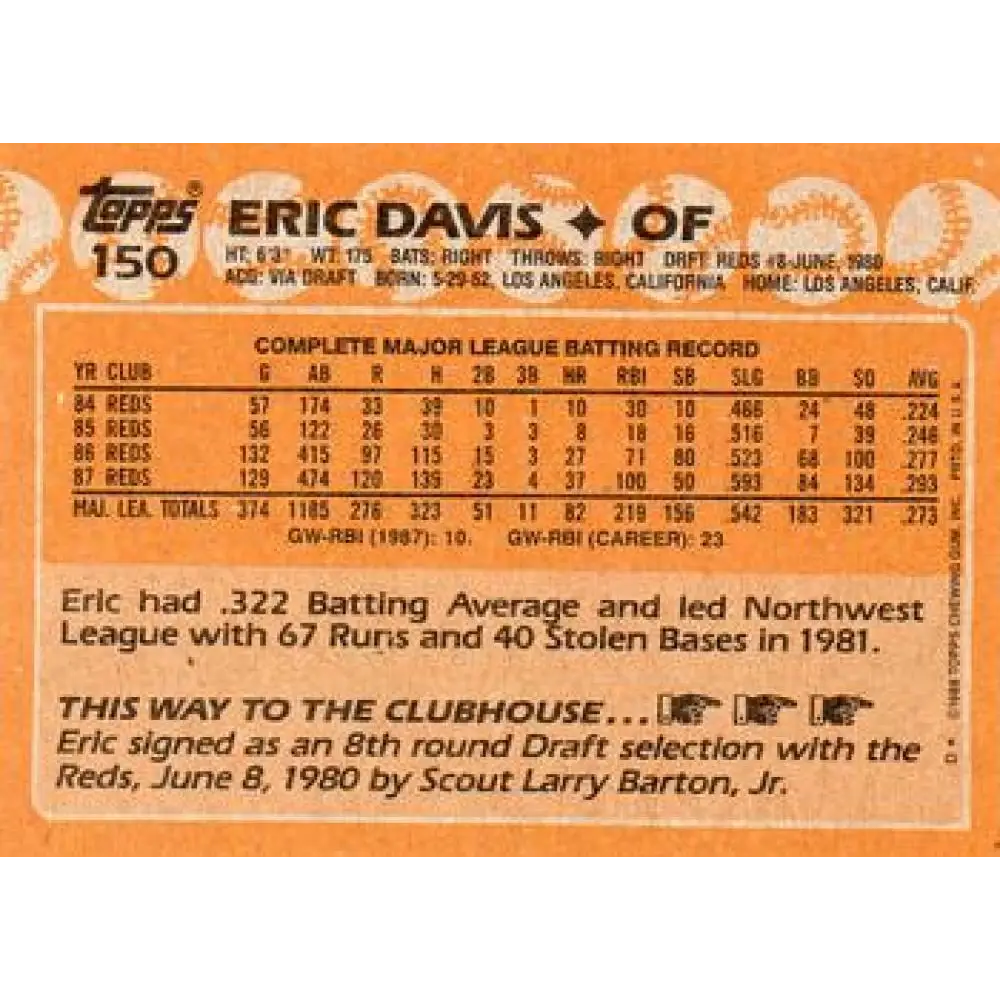 topps®
150
ERIC DAVIS ✦ OF
HT: 6'3" WT: 175 BATS: RIGHT THROWS: RIGHT DRFT: REDS #8-JUNE, 1980
ACQ: VIA DRAFT BORN: 5-29-62, LOS ANGELES, CALIFORNIA HOME: LOS ANGELES, CALIF.
COMPLETE MAJOR LEAGUE BATTING RECORD
YR CLUB G AB R H 2B 3B HR RBI SB SLG BB SO AVG
84 REDS 57 174 33 39 10 1 10 30 10 .466 24 48 .224
85 REDS 56 122 26 30 3 3 8 18 16 .516 7 39 .246
86 REDS 132 415 97 115 15 3 27 71 80 .523 68 100 .277
87 REDS 129 474 120 139 23 4 37 100 50 .593 84 134 .293
MAJ. LEA. TOTALS 374 1185 276 323 51 11 82 219 156 .542 183 321 .273
GW-RBI (1987): 10. GW-RBI (CAREER): 23
Eric had .322 Batting Average and led Northwest
League with 67 Runs and 40 Stolen Bases in 1981.
THIS WAY TO THE CLUBHOUSE...
Eric signed as an 8th round Draft selection with the
Reds, June 8, 1980 by Scout Larry Barton, Jr.
D* ©1988 TOPPS CHEWING GUM, INC. PRTD. IN U.S.A.